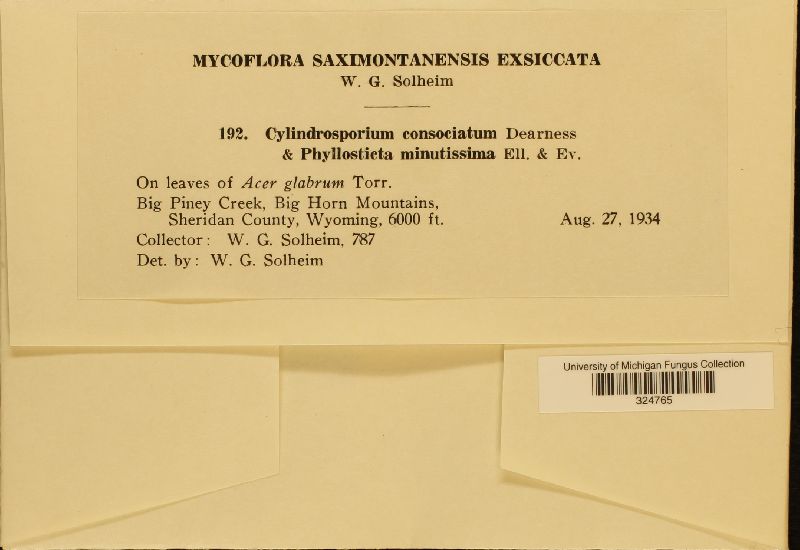 MYCOFLORA SAXIMONTANENSIS EXSICCATA
W. G. Solheim
192. Cylindrosporium consociatum Dearness
& Phyllosticta minutissima Ell. & Ev.
On leaves of Acer glabrum Torr.
Big Piney Creek, Big Horn Mountains,
Sheridan County, Wyoming, 6000 ft. Aug. 27, 1934
Collector: W. G. Solheim, 787
Det. by: W. G. Solheim
University of Michigan Fungus Collection
324765